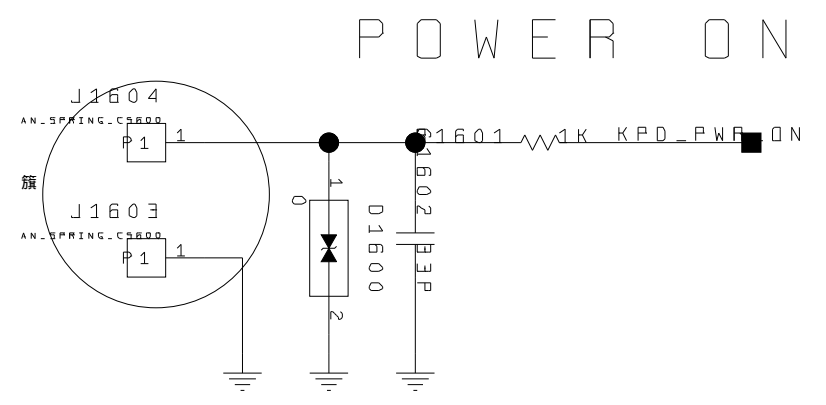 POWER ON
J1604
AN_SPRING_C5600
P1
1
R1601
1K
KPD_PWR_ON
籏
1
0
D1600
2
C1602
33P
J1603
AN_SPRING_C5600
P1
1